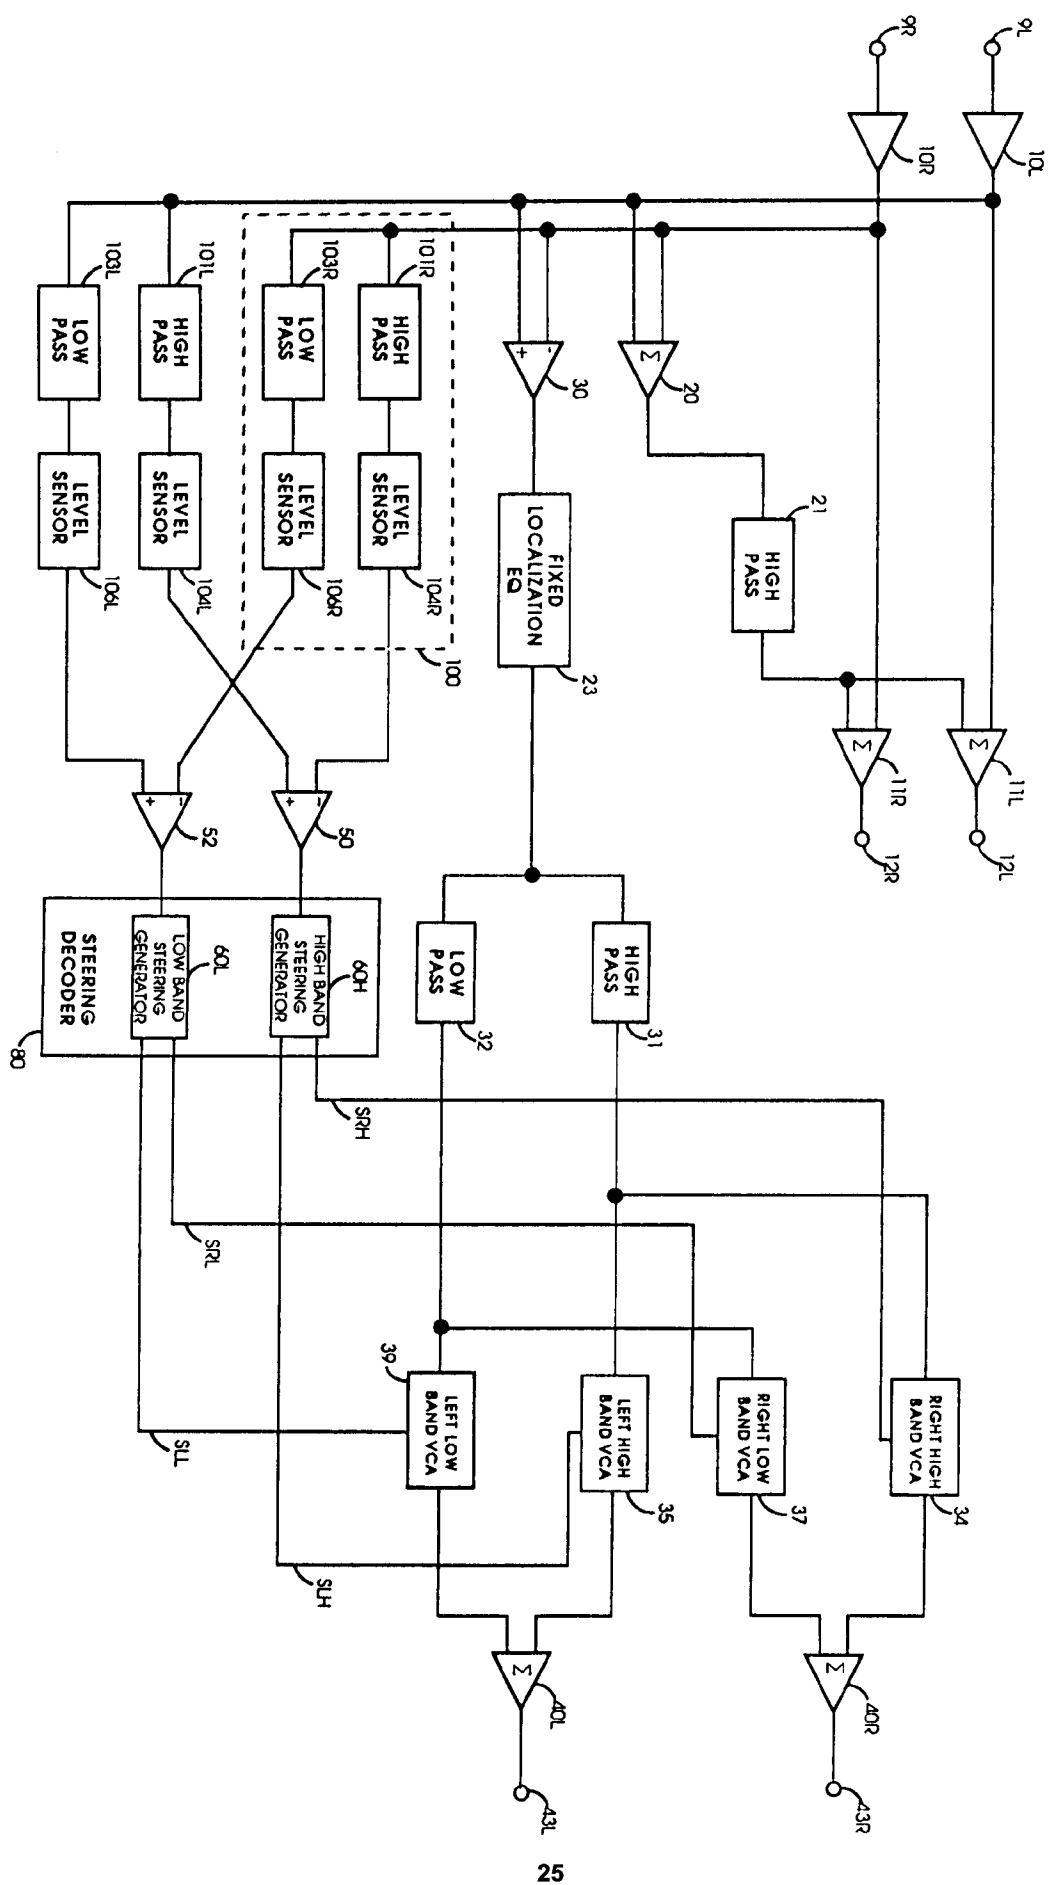 9L
10L
9R
10R
11L
12L
Σ
11R
12R
Σ
21
HIGH
PASS
20
Σ
30
-
+
23
FIXED
LOCALIZATION
EQ
31
HIGH
PASS
32
LOW
PASS
34
RIGHT HIGH
BAND VCA
37
RIGHT LOW
BAND VCA
35
LEFT HIGH
BAND VCA
39
LEFT LOW
BAND VCA
40R
Σ
43R
40L
Σ
43L
101R
HIGH
PASS
104R
LEVEL
SENSOR
103R
LOW
PASS
106R
LEVEL
SENSOR
100
101L
HIGH
PASS
104L
LEVEL
SENSOR
103L
LOW
PASS
106L
LEVEL
SENSOR
50
-
+
52
-
+
60H
HIGH BAND
STEERING
GENERATOR
60L
LOW BAND
STEERING
GENERATOR
STEERING
DECODER
80
SRH
SRL
SLL
SLH
25